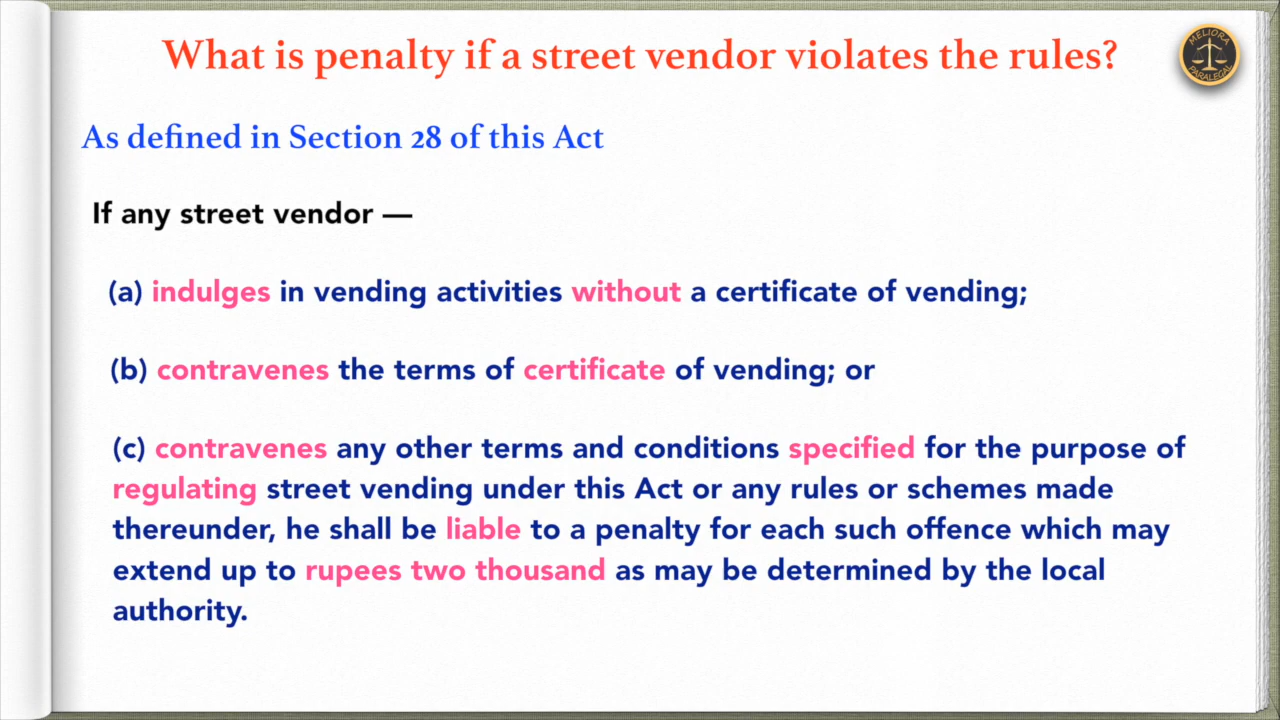 What is penalty if a street vendor violates the rules?
MELIORA
PARALEGAL
As defined in Section 28 of this Act
If any street vendor —
(a) indulges in vending activities without a certificate of vending;
(b) contravenes the terms of certificate of vending; or
(c) contravenes any other terms and conditions specified for the purpose of
regulating street vending under this Act or any rules or schemes made
thereunder, he shall be liable to a penalty for each such offence which may
extend up to rupees two thousand as may be determined by the local
authority.